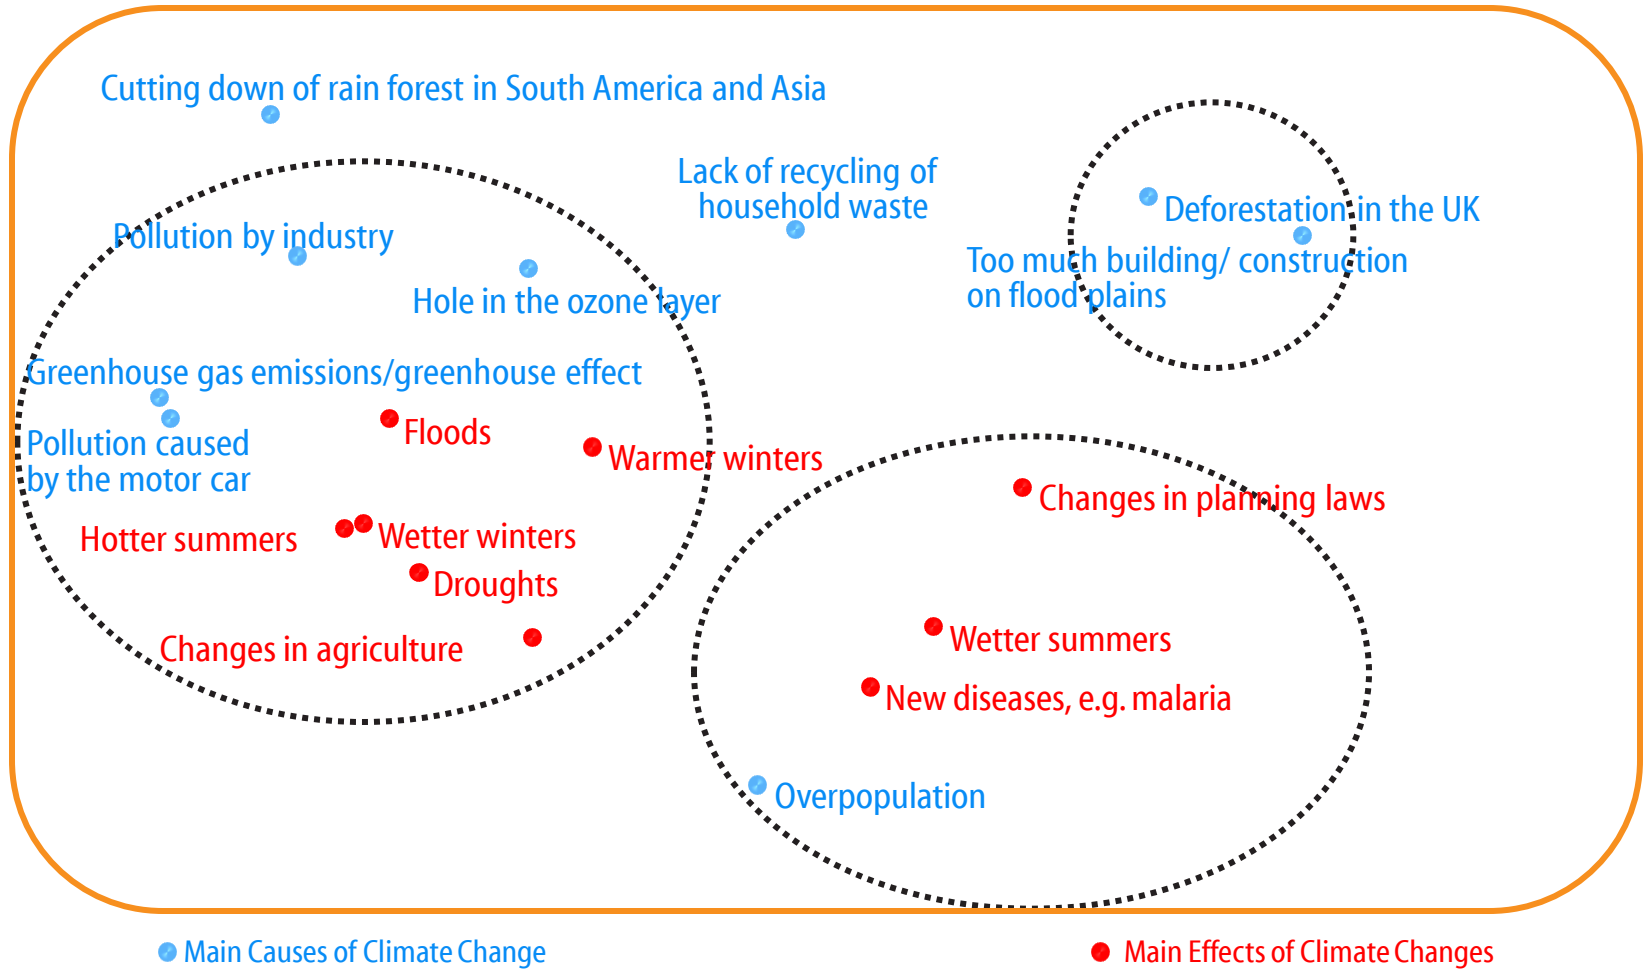 Cutting down of rain forest in South America and Asia
Lack of recycling of
household waste
Deforestation in the UK
Pollution by industry
Too much building/ construction
on flood plains
Hole in the ozone layer
Greenhouse gas emissions/greenhouse effect
Floods
Pollution caused
by the motor car
Warmer winters
Changes in planning laws
Hotter summers
Wetter winters
Droughts
Changes in agriculture
Wetter summers
New diseases, e.g. malaria
Overpopulation
Main Causes of Climate Change
Main Effects of Climate Changes